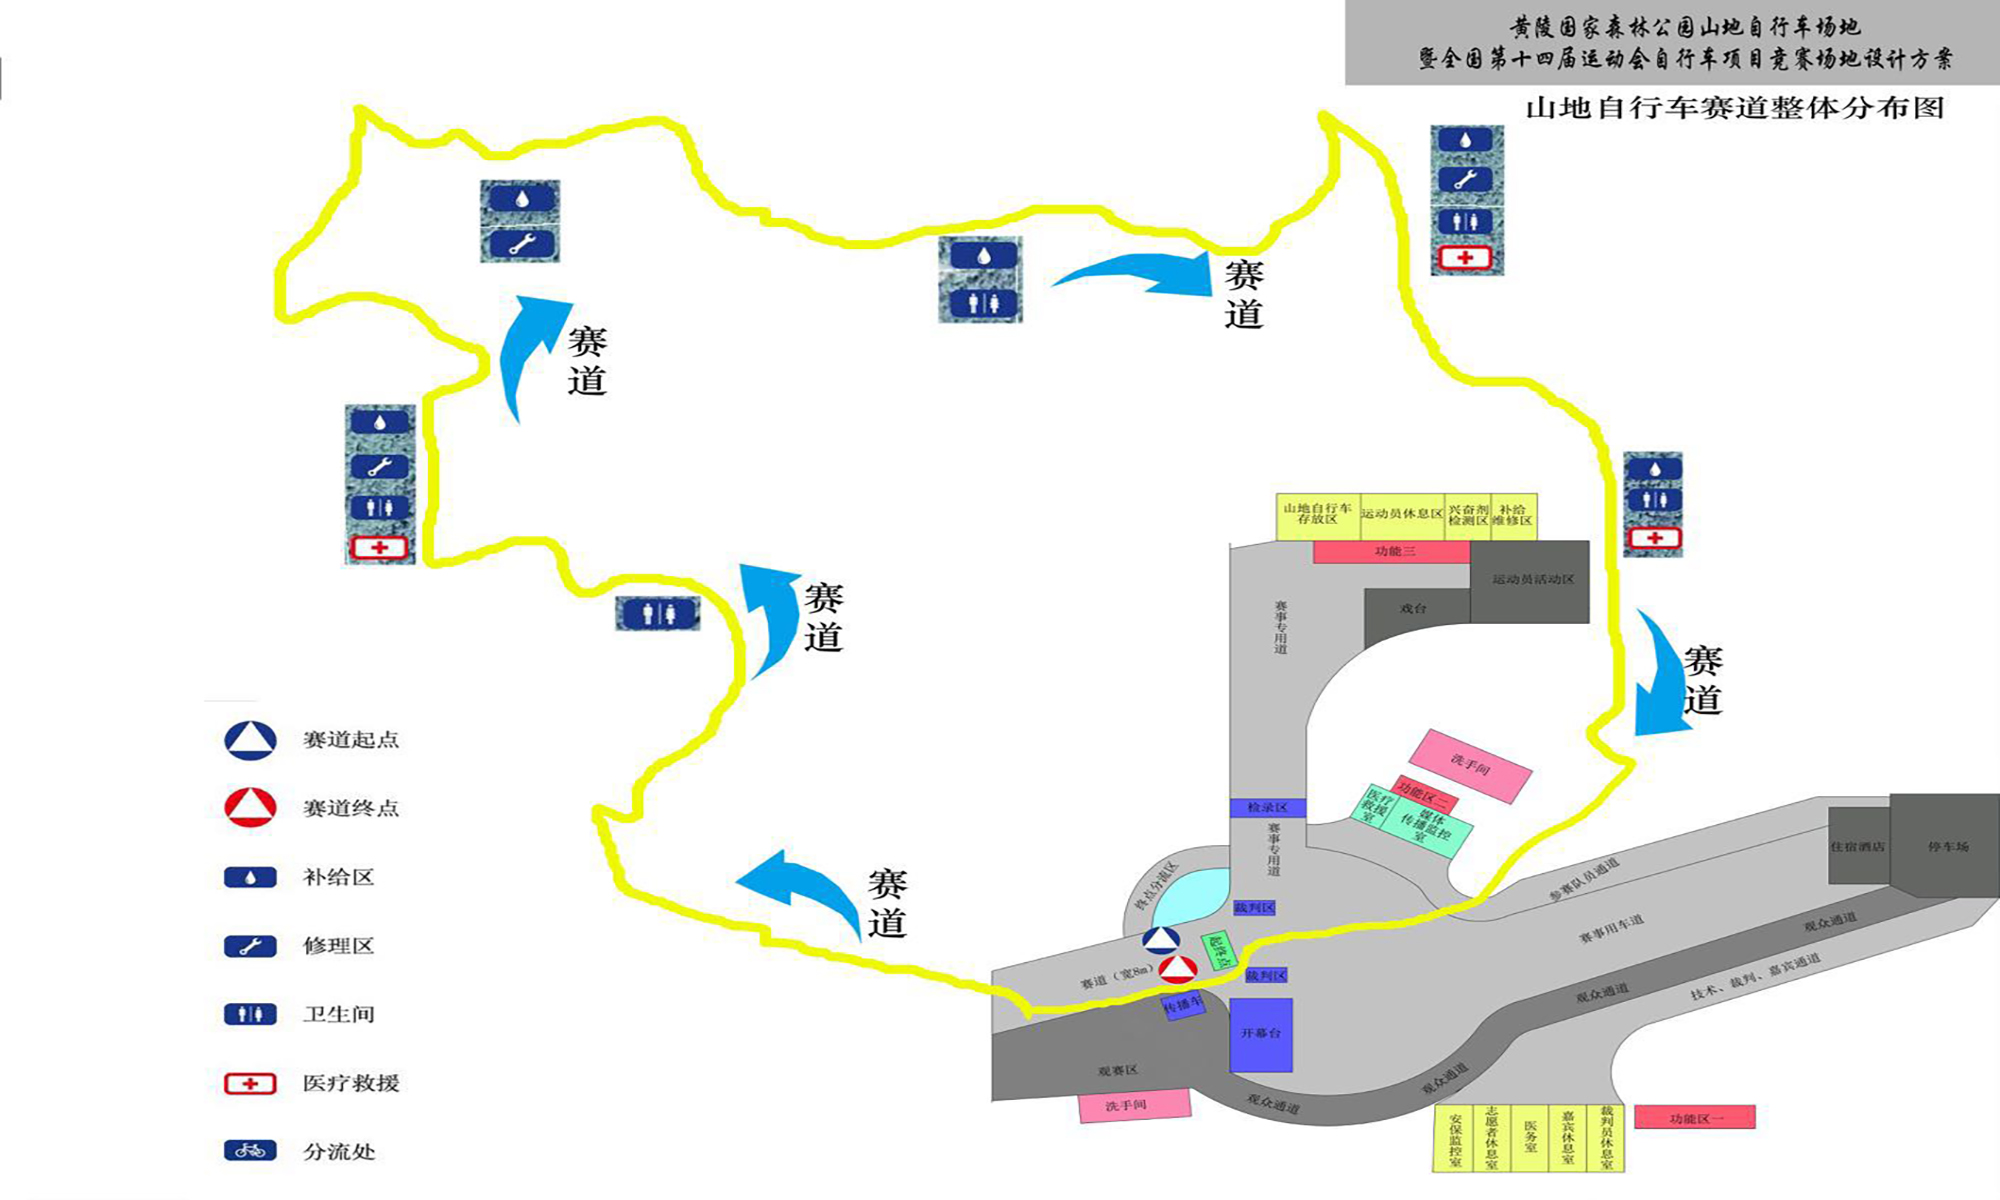 黄陵国家森林公园山地自行车场地
暨全国第十四届运动会自行车项目竞赛场地设计方案
山地自行车赛道整体分布图
赛道
赛道
赛道
赛道
赛道
山地自行车
存放区
运动员休息区
兴奋剂
检测区
补给
维修区
功能三
运动员活动区
戏台
赛事专用道
洗手间
功能区二
医疗
救援
室
媒体
传播监控
室
检录区
赛事专用道
终点分流区
裁判区
起终点
裁判区
赛道（宽8m）
传播车
开幕台
观赛区
洗手间
观众通道
观众通道
观众通道
观众通道
参赛队员通道
赛事用车道
技术、裁判、嘉宾通道
住宿酒店
停车场
安保监控室
志愿者休息室
医务室
嘉宾休息室
裁判员休息室
功能区一
赛道起点
赛道终点
补给区
修理区
卫生间
医疗救援
分流处